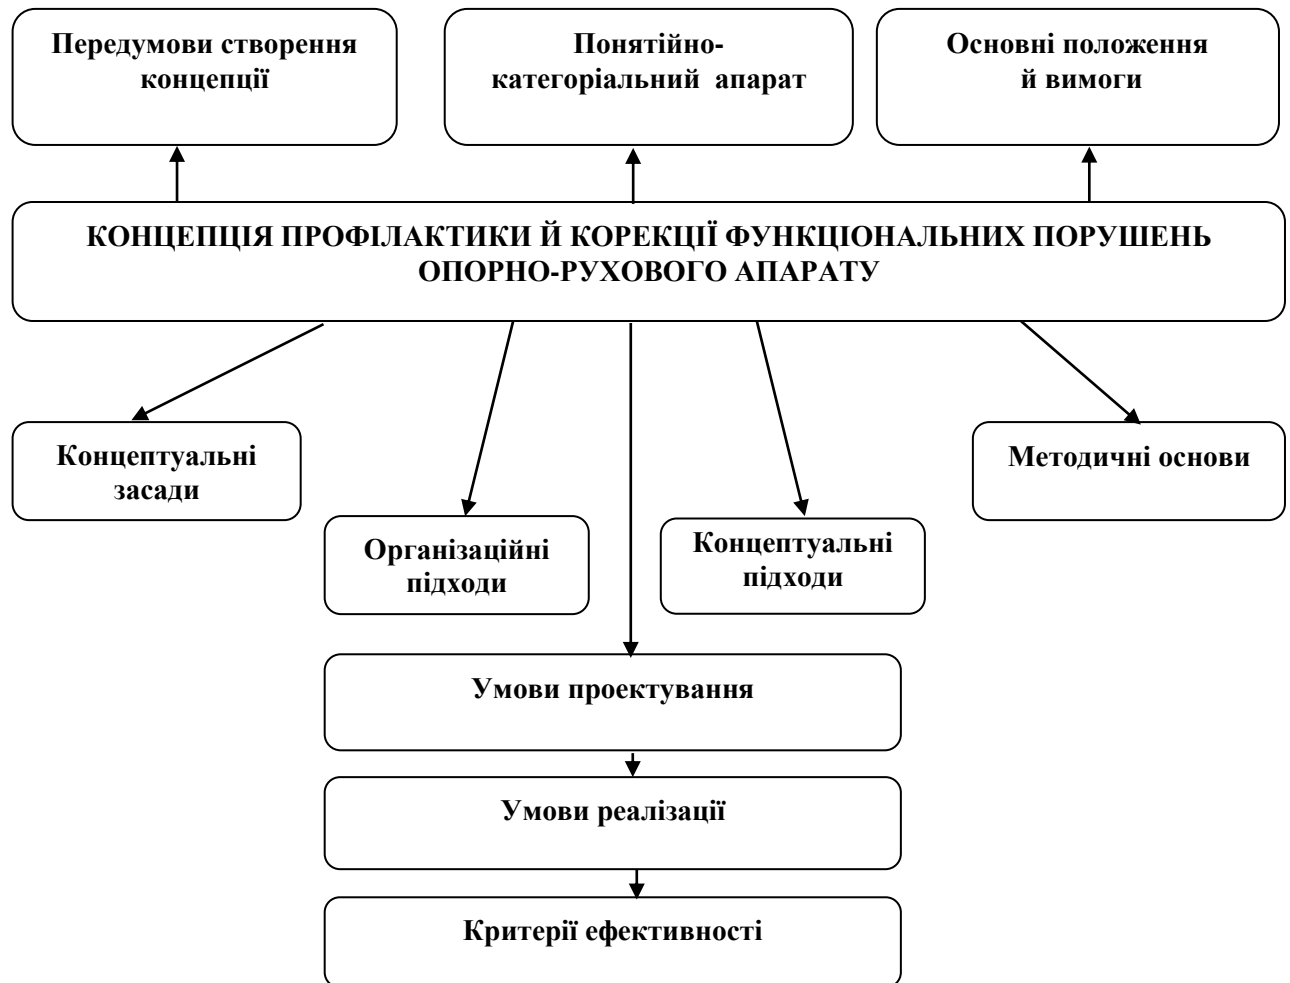 Передумови створення
концепції
Понятійно-
категоріальний апарат
Основні положення
й вимоги
КОНЦЕПЦІЯ ПРОФІЛАКТИКИ Й КОРЕКЦІЇ ФУНКЦІОНАЛЬНИХ ПОРУШЕНЬ
ОПОРНО-РУХОВОГО АПАРАТУ
Концептуальні
засади
Методичні основи
Організаційні
підходи
Концептуальні
підходи
Умови проектування
Умови реалізації
Критерії ефективності